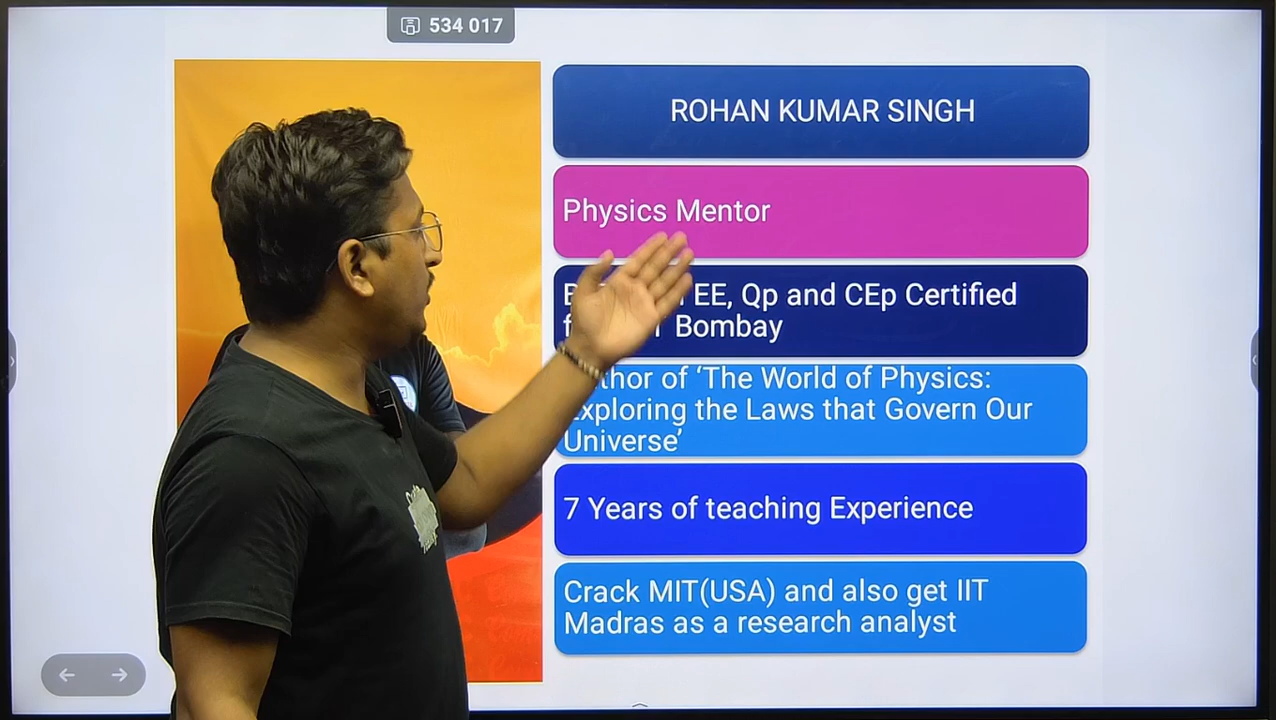 534 017
ROHAN KUMAR SINGH
Physics Mentor
EE, Qp and CEp Certified
Bombay
of ‘The World of Physics:
Exploring the Laws that Govern Our
Universe’
7 Years of teaching Experience
Crack MIT(USA) and also get IIT
Madras as a research analyst